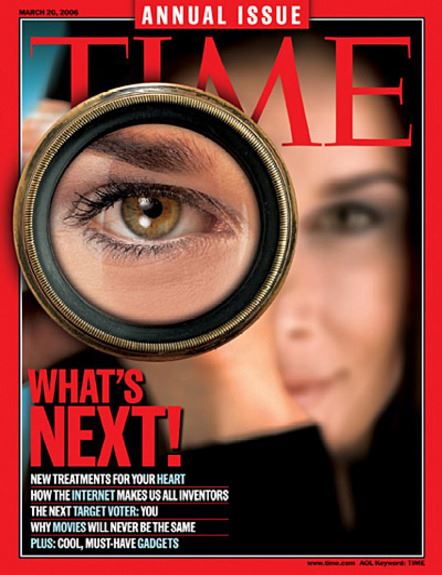 MARCH 20, 2006
ANNUAL ISSUE
TIME
WHAT'S
NEXT!
NEW TREATMENTS FOR YOUR HEART
HOW THE INTERNET MAKES US ALL INVENTORS
THE NEXT TARGET VOTER: YOU
WHY MOVIES WILL NEVER BE THE SAME
PLUS: COOL, MUST-HAVE GADGETS
www.time.com AOL Keyword: TIME